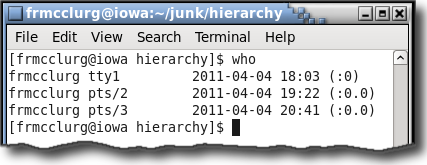 frmcclurg@iowa:~/junk/hierarchy
File Edit View Search Terminal Help
[frmcclurg@iowa hierarchy]$ who
frmcclurg tty1         2011-04-04 18:03 (:0)
frmcclurg pts/2        2011-04-04 19:22 (:0.0)
frmcclurg pts/3        2011-04-04 20:41 (:0.0)
[frmcclurg@iowa hierarchy]$